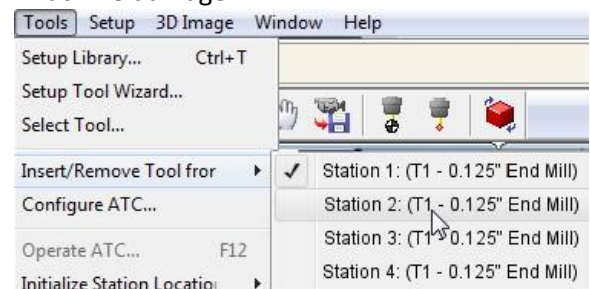 Tools Setup 3D Image Window Help
Setup Library... Ctrl+T
Setup Tool Wizard...
Select Tool...
Insert/Remove Tool fror
Station 1: (T1 - 0.125" End Mill)
Configure ATC...
Station 2: (T1 - 0.125" End Mill)
Station 3: (T1 - 0.125" End Mill)
Operate ATC... F12
Station 4: (T1 - 0.125" End Mill)
Initialize Station Locatio